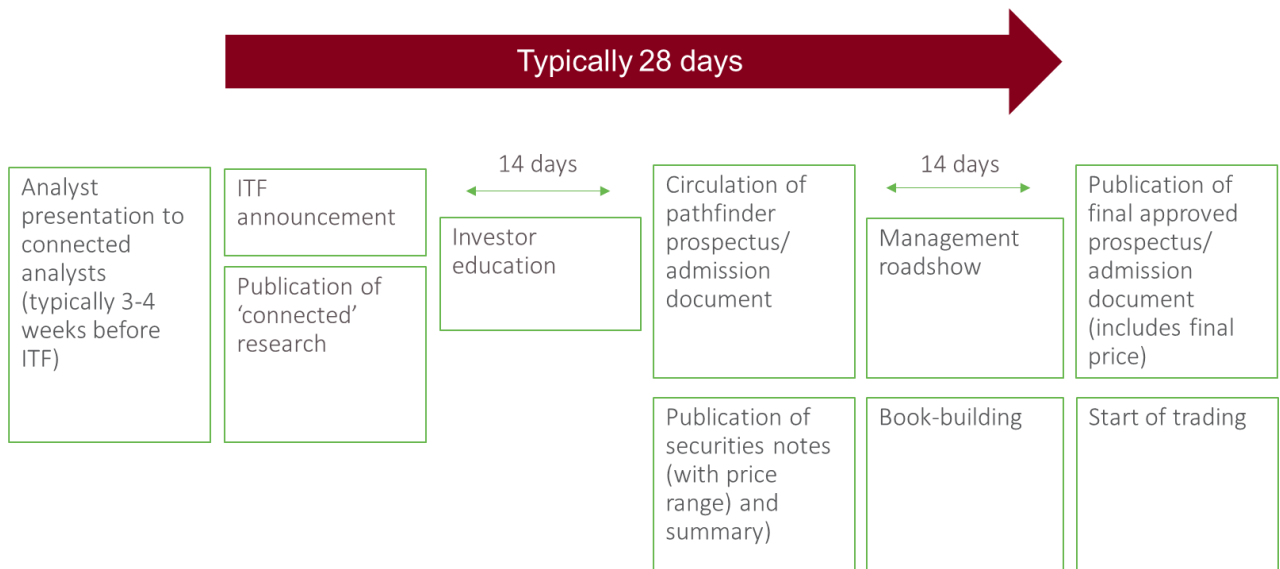 Typically 28 days
Analyst
presentation to
connected
analysts
(typically 3-4
weeks before
ITF)
ITF
announcement
Publication of
‘connected’
research
14 days
Investor
education
Circulation of
pathfinder
prospectus/
admission
document
Publication of
securities notes
(with price
range) and
summary)
14 days
Management
roadshow
Book-building
Publication of
final approved
prospectus/
admission
document
(includes final
price)
Start of trading